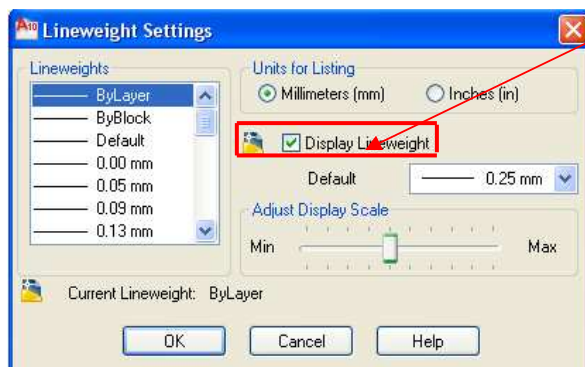 Lineweight Settings
Lineweights
ByLayer
ByBlock
Default
0.00 mm
0.05 mm
0.09 mm
0.13 mm
Units for Listing
Millimeters (mm) Inches (in)
Display Lineweight
Default 0.25 mm
Adjust Display Scale
Min Max
Current Lineweight: ByLayer
OK Cancel Help